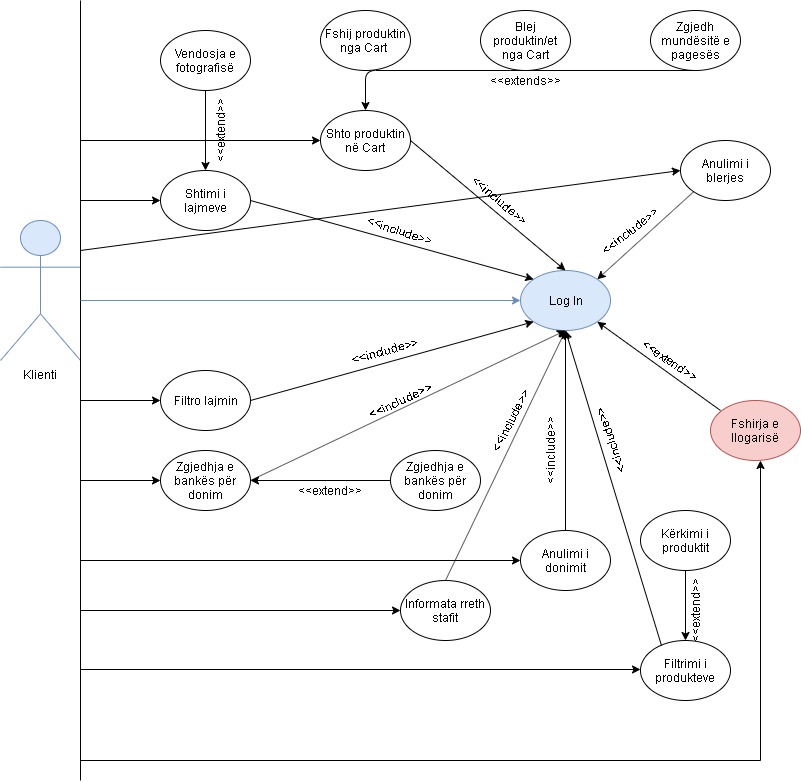 Fshij produktin
nga Cart
Blej
produktin/et
nga Cart
Zgjedh
mundësitë e
pagesës
Vendosja e
fotografisë
<<extends>>
<<extend>>
Shto produktin
në Cart
Anulimi i
blerjes
Shtimi i
lajmeve
<<include>>
<<include>>
<<include>>
Log In
Klienti
<<include>>
<<extend>>
Filtro lajmin
<<include>>
<<include>>
<<include>>
<<include>>
Fshirja e
llogarisë
Zgjedhja e
bankës për
donim
<<extend>>
Zgjedhja e
bankës për
donim
Kërkimi i
produktit
Anulimi i
donimit
<<extend>>
Informata rreth
stafit
Filtrimi i
produkteve